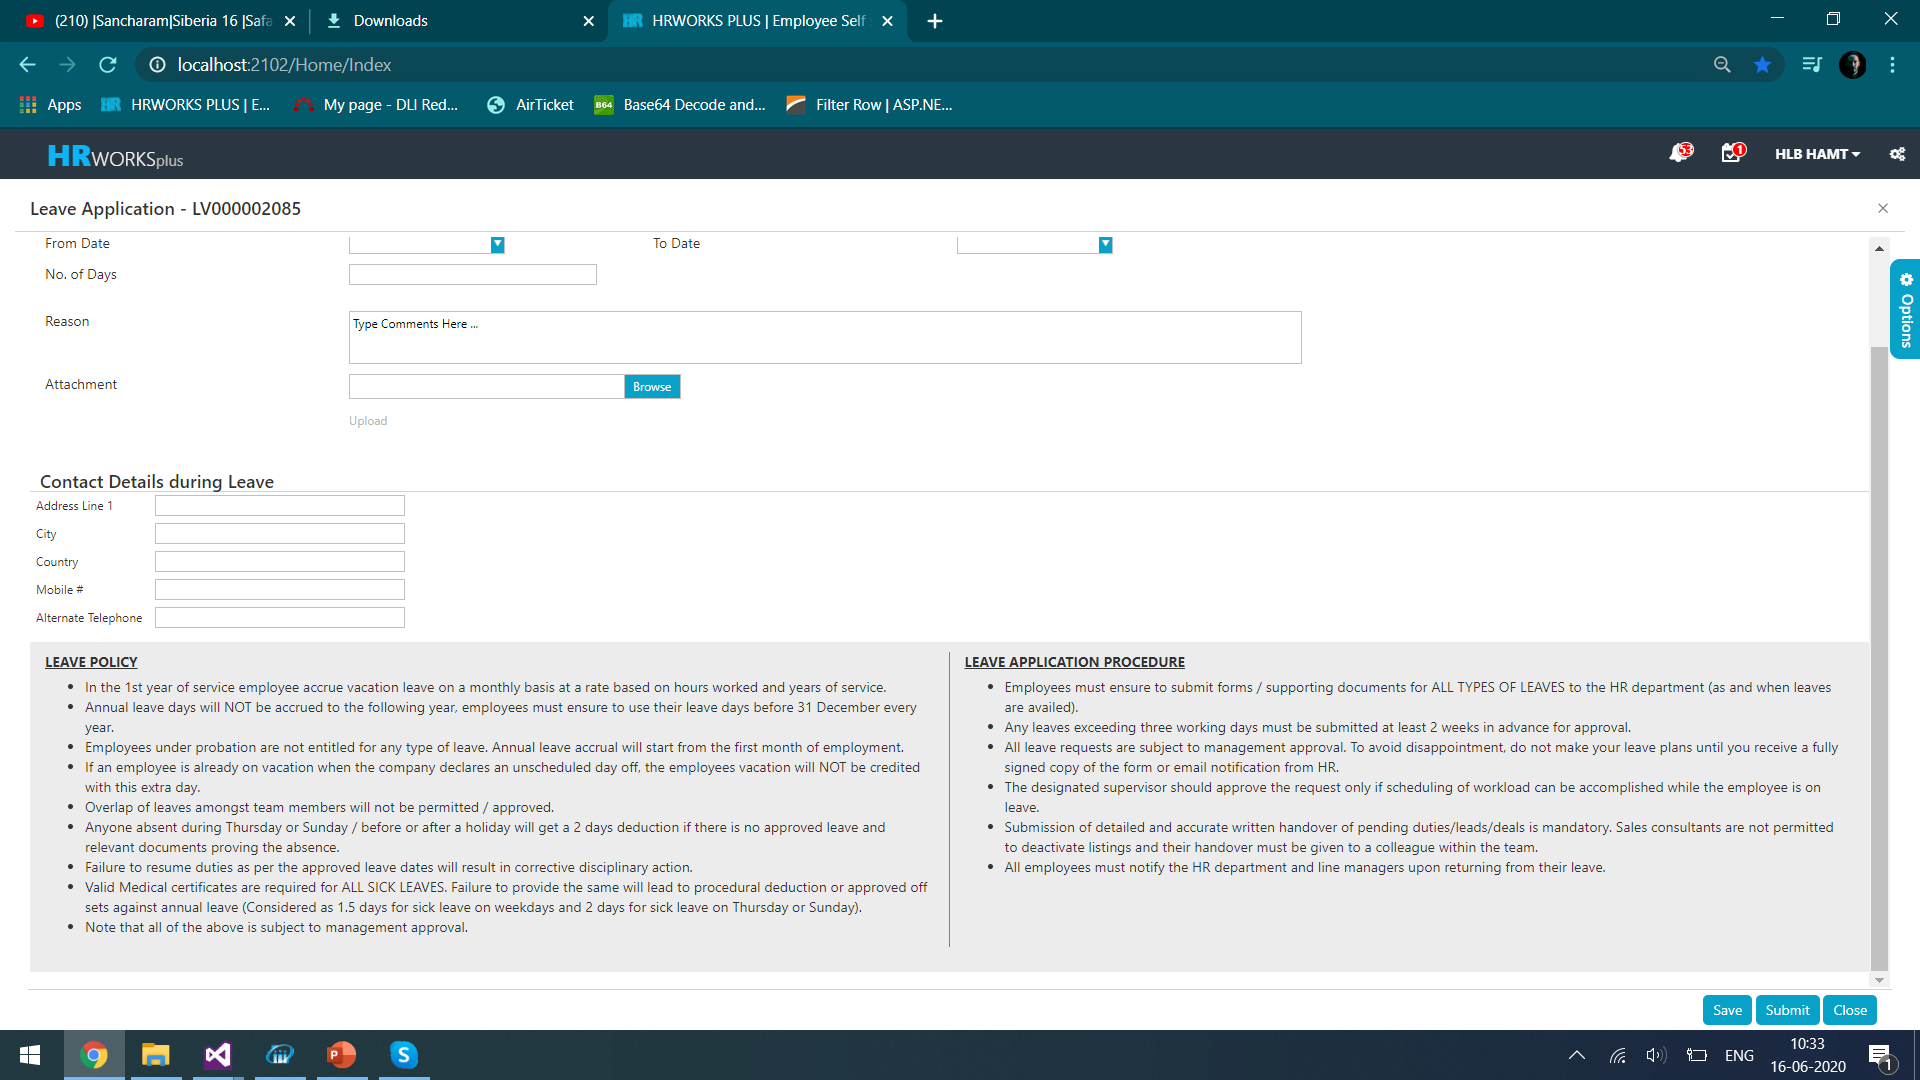 (210) |Sancharam|Siberia 16 |Safa
Downloads
HRWORKS PLUS | Employee Self
localhost:2102/Home/Index
Apps
HRWORKS PLUS | E...
My page - DLI Red...
AirTicket
B64
Base64 Decode and...
Filter Row | ASP.NE...
HRWORKSplus
53
1
HLB HAMT
Leave Application - LV000002085
From Date
To Date
No. of Days
Options
Reason
Type Comments Here ...
Attachment
Browse
Upload
Contact Details during Leave
Address Line 1
City
Country
Mobile #
Alternate Telephone
LEAVE POLICY
• In the 1st year of service employee accrue vacation leave on a monthly basis at a rate based on hours worked and years of service.
• Annual leave days will NOT be accrued to the following year, employees must ensure to use their leave days before 31 December every
year.
• Employees under probation are not entitled for any type of leave. Annual leave accrual will start from the first month of employment.
• If an employee is already on vacation when the company declares an unscheduled day off, the employees vacation will NOT be credited
with this extra day.
• Overlap of leaves amongst team members will not be permitted / approved.
• Anyone absent during Thursday or Sunday / before or after a holiday will get a 2 days deduction if there is no approved leave and
relevant documents proving the absence.
• Failure to resume duties as per the approved leave dates will result in corrective disciplinary action.
• Valid Medical certificates are required for ALL SICK LEAVES. Failure to provide the same will lead to procedural deduction or approved off
sets against annual leave (Considered as 1.5 days for sick leave on weekdays and 2 days for sick leave on Thursday or Sunday).
• Note that all of the above is subject to management approval.
LEAVE APPLICATION PROCEDURE
• Employees must ensure to submit forms / supporting documents for ALL TYPES OF LEAVES to the HR department (as and when leaves
are availed).
• Any leaves exceeding three working days must be submitted at least 2 weeks in advance for approval.
• All leave requests are subject to management approval. To avoid disappointment, do not make your leave plans until you receive a fully
signed copy of the form or email notification from HR.
• The designated supervisor should approve the request only if scheduling of workload can be accomplished while the employee is on
leave.
• Submission of detailed and accurate written handover of pending duties/leads/deals is mandatory. Sales consultants are not permitted
to deactivate listings and their handover must be given to a colleague within the team.
• All employees must notify the HR department and line managers upon returning from their leave.
Save
Submit
Close
ENG
10:33
16-06-2020
1